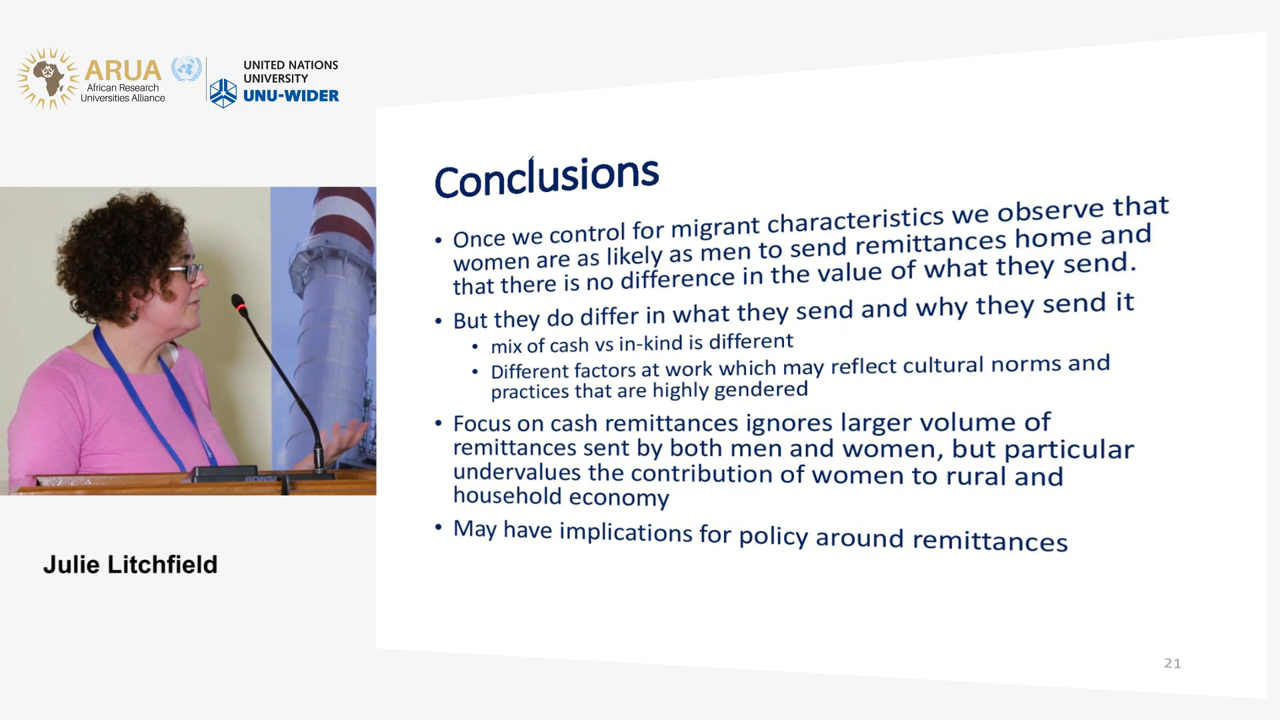 ARUA
African Research
Universities Alliance
UNITED NATIONS
UNIVERSITY
UNU-WIDER
Conclusions
• Once we control for migrant characteristics we observe that
women are as likely as men to send remittances home and
that there is no difference in the value of what they send.
• But they do differ in what they send and why they send it
• mix of cash vs in-kind is different
• Different factors at work which may reflect cultural norms and
practices that are highly gendered
• Focus on cash remittances ignores larger volume of
remittances sent by both men and women, but particular
undervalues the contribution of women to rural and
household economy
• May have implications for policy around remittances
GONSI
Julie Litchfield
21